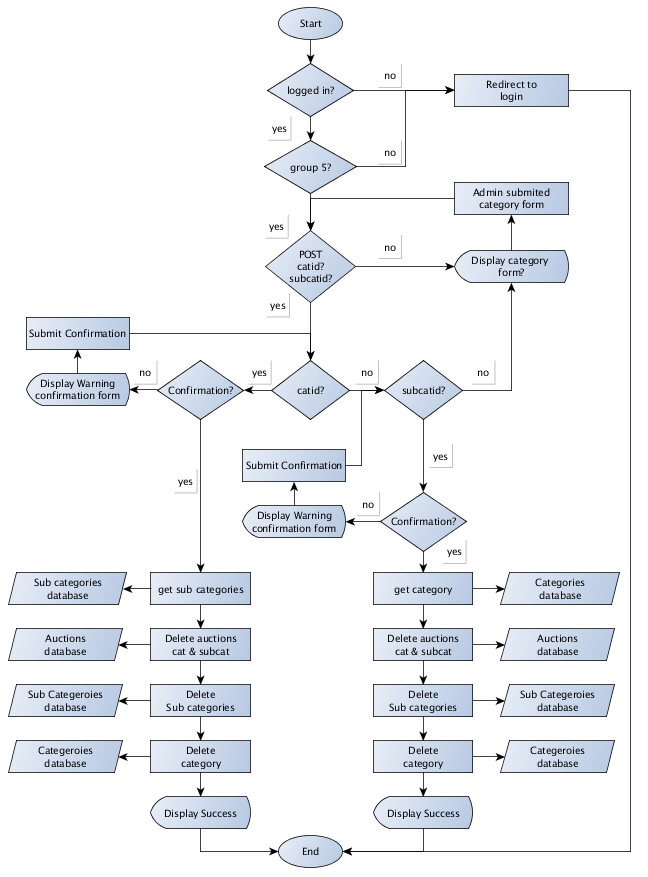 Start
logged in?
no
Redirect to
login
yes
group 5?
no
Admin submited
category form
yes
POST
catid?
subcatid?
no
Display category
form?
yes
Submit Confirmation
Display Warning
confirmation form
no
Confirmation?
yes
catid?
no
subcatid?
no
yes
Submit Confirmation
yes
Display Warning
confirmation form
no
Confirmation?
yes
Sub categories
database
get sub categories
get category
Categories
database
Auctions
database
Delete auctions
cat & subcat
Delete auctions
cat & subcat
Auctions
database
Sub Categeroies
database
Delete
Sub categories
Delete
Sub categories
Sub Categeroies
database
Categeroies
database
Delete
category
Delete
category
Categeroies
database
Display Success
Display Success
End